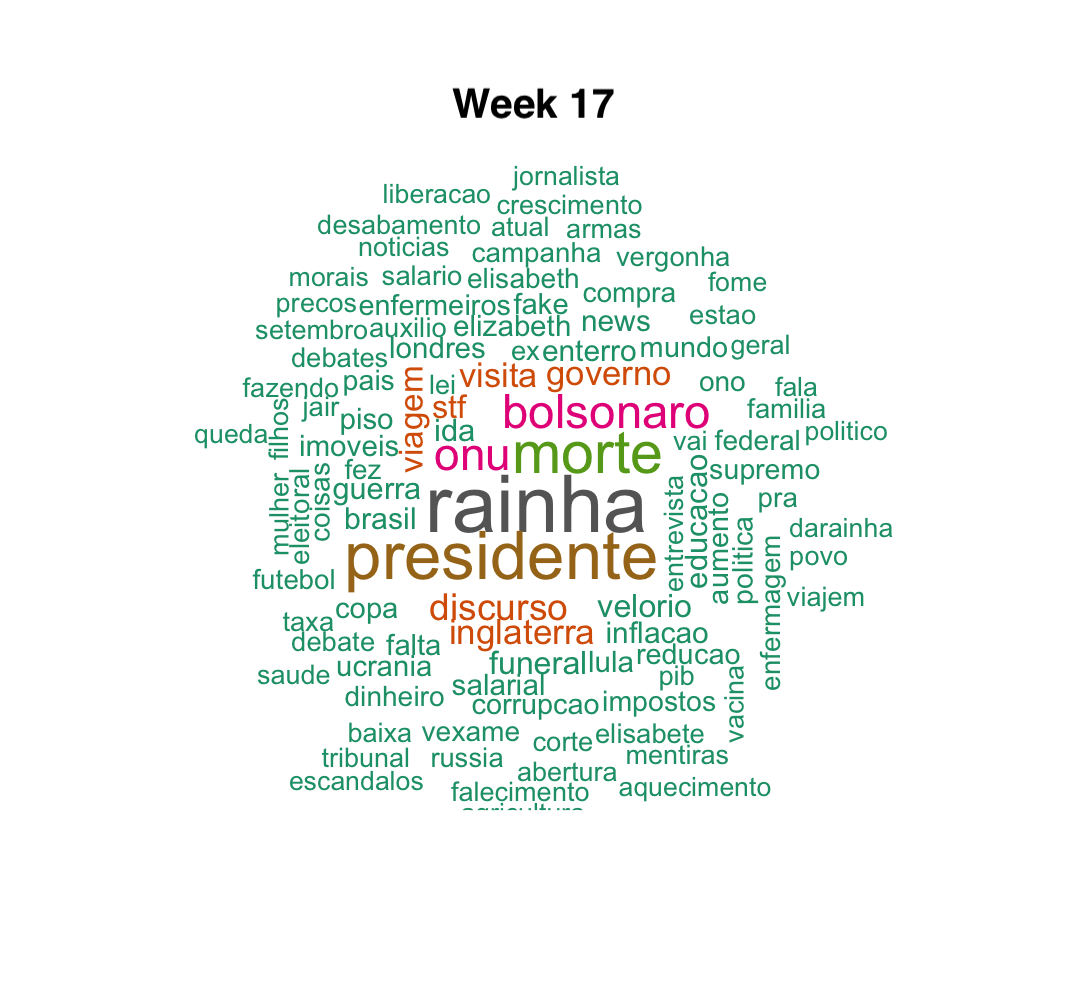 Week 17
jornalista
liberacao
crescimento
desabamento atual armas
noticias campanha vergonha
morais salario elisabeth fome
precos enfermeiros fake compra
setembro auxilio elizabeth news estao
debates londres ex enterro mundo geral
fazendo pais viagem lei visita governo ono fala
filhos jair piso stf bolsonaro familia
queda imoveis ida onu morte vai federal politico
mulher eleitoral coisas fez guerra rainha entrevista educacao supremo
brasil aumento politica pra
darainha
futebol presidente enfermagem povo
taxa copa discurso velorio viajem
debate falta inglaterra inflacao
saude ucrania funeral lula reducao
dinheiro salarial pib
corrupcao impostos vacina
baixa vexame corte elisabete
tribunal russia abertura mentiras
escandalos falecimento aquecimento
agricultura